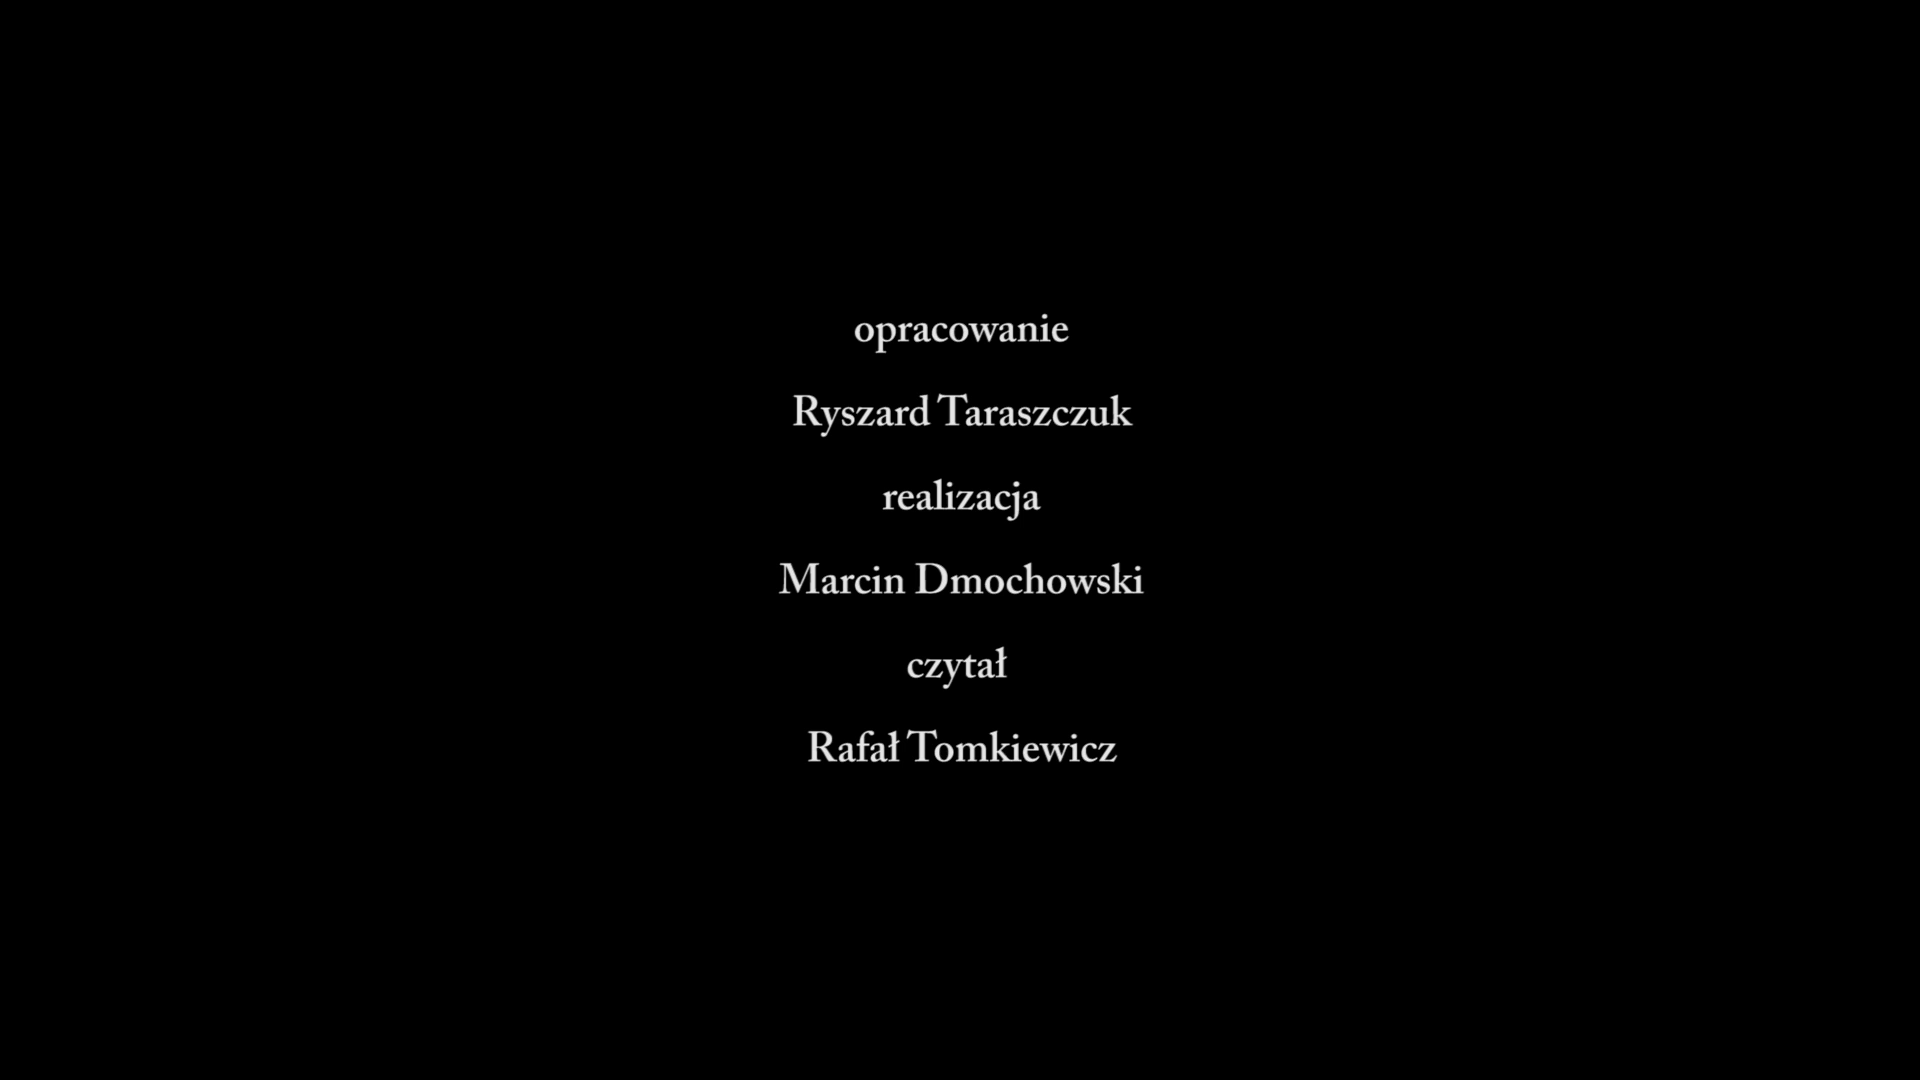 opracowanie
Ryszard Taraszczuk
realizacja
Marcin Dmochowski
czytał
Rafał Tomkiewicz